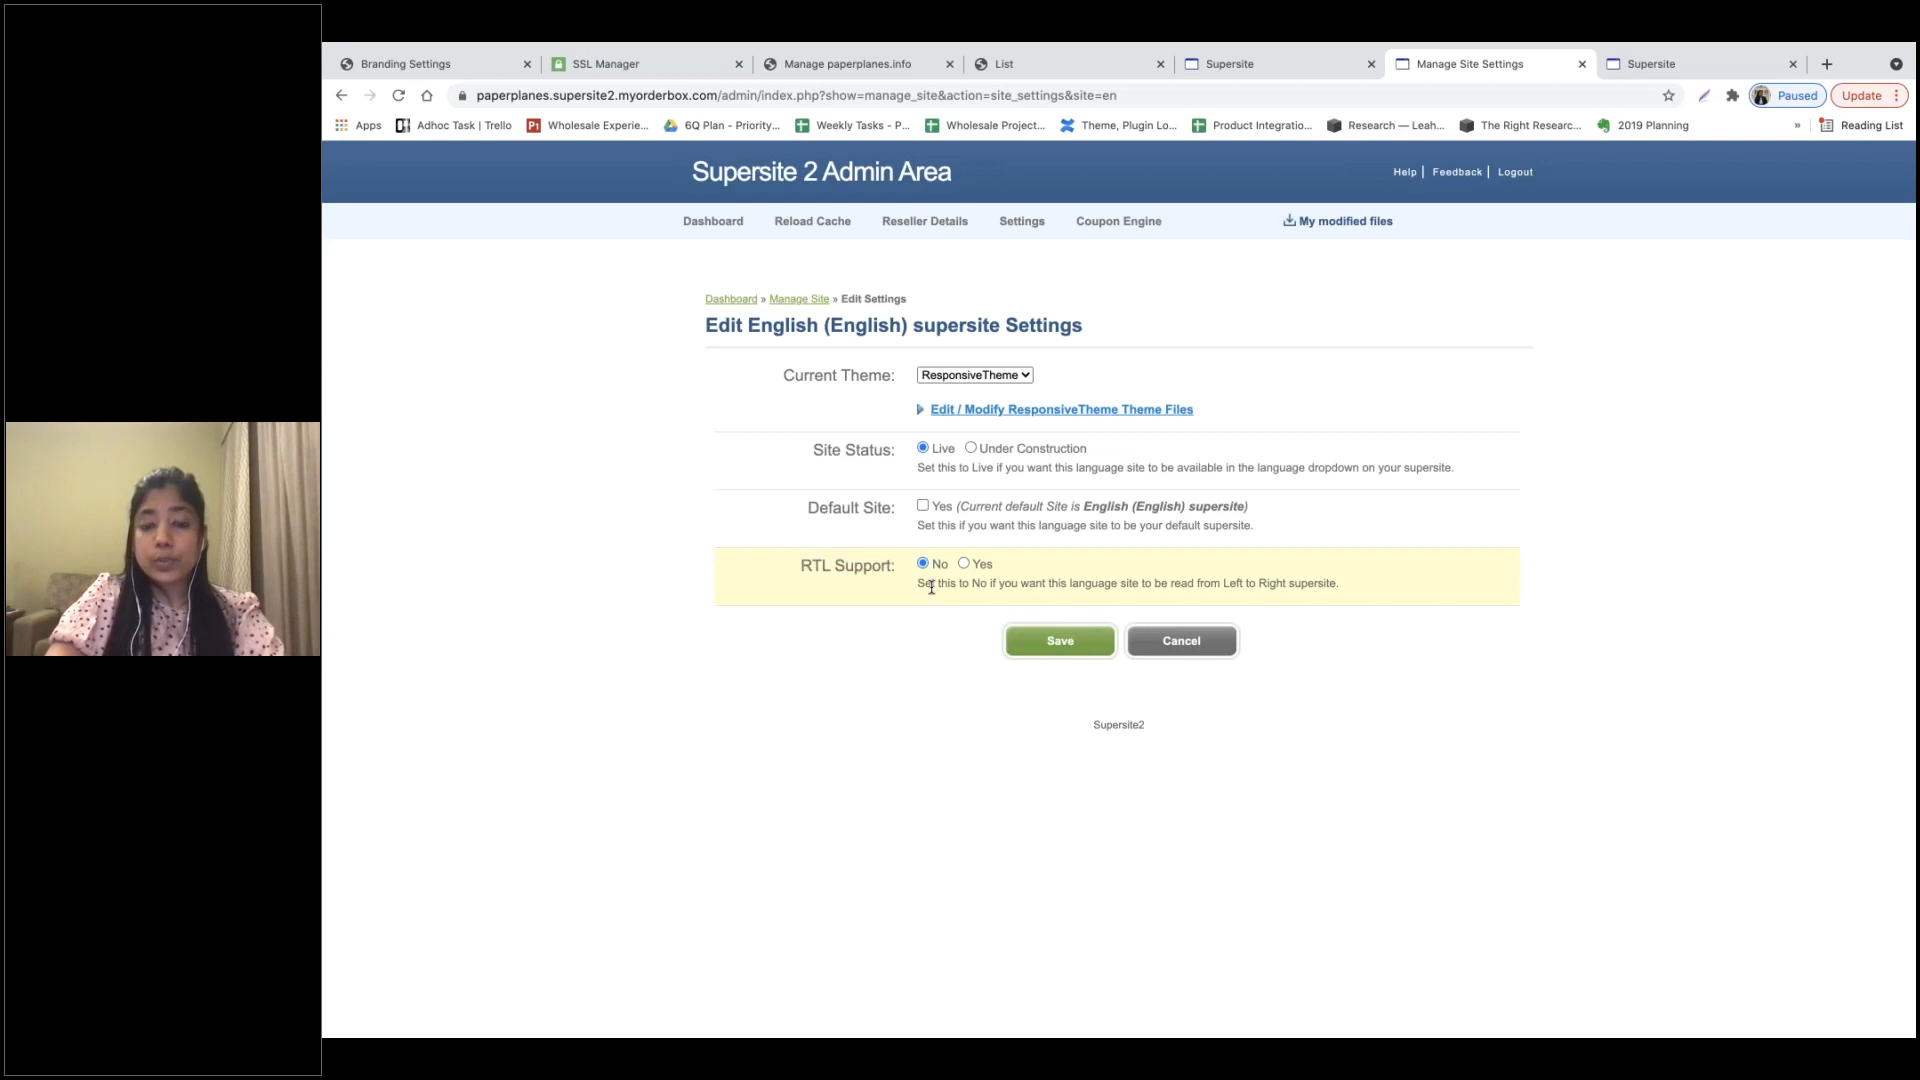 Branding Settings
SSL Manager
Manage paperplanes.info
List
Supersite
Manage Site Settings
Supersite
paperplanes.supersite2.myorderbox.com/admin/index.php?show=manage_site&action=site_settings&site=en
Paused
Update
Apps
Adhoc Task | Trello
Wholesale Experie...
6Q Plan - Priority...
Weekly Tasks - P...
Wholesale Project...
Theme, Plugin Lo...
Product Integratio...
Research — Leah...
The Right Researc...
2019 Planning
»
Reading List
Supersite 2 Admin Area
Help | Feedback | Logout
Dashboard
Reload Cache
Reseller Details
Settings
Coupon Engine
My modified files
Dashboard » Manage Site » Edit Settings
Edit English (English) supersite Settings
Current Theme: ResponsiveTheme
Edit / Modify ResponsiveTheme Theme Files
Site Status: Live Under Construction
Set this to Live if you want this language site to be available in the language dropdown on your supersite.
Default Site: Yes (Current default Site is English (English) supersite)
Set this if you want this language site to be your default supersite.
RTL Support: No Yes
Set this to No if you want this language site to be read from Left to Right supersite.
Save
Cancel
Supersite2